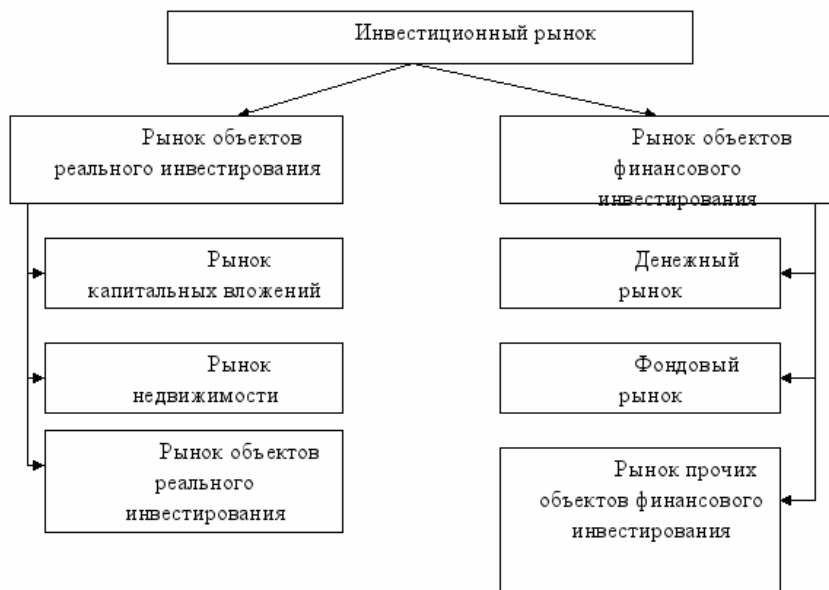 Инвестиционный рынок
Рынок объектов
реального инвестирования
Рынок объектов
финансового
инвестирования
Рынок
капитальных вложений
Рынок
недвижимости
Рынок объектов
реального
инвестирования
Денежный
рынок
Фондовый
рынок
Рынок прочих
объектов финансового
инвестирования